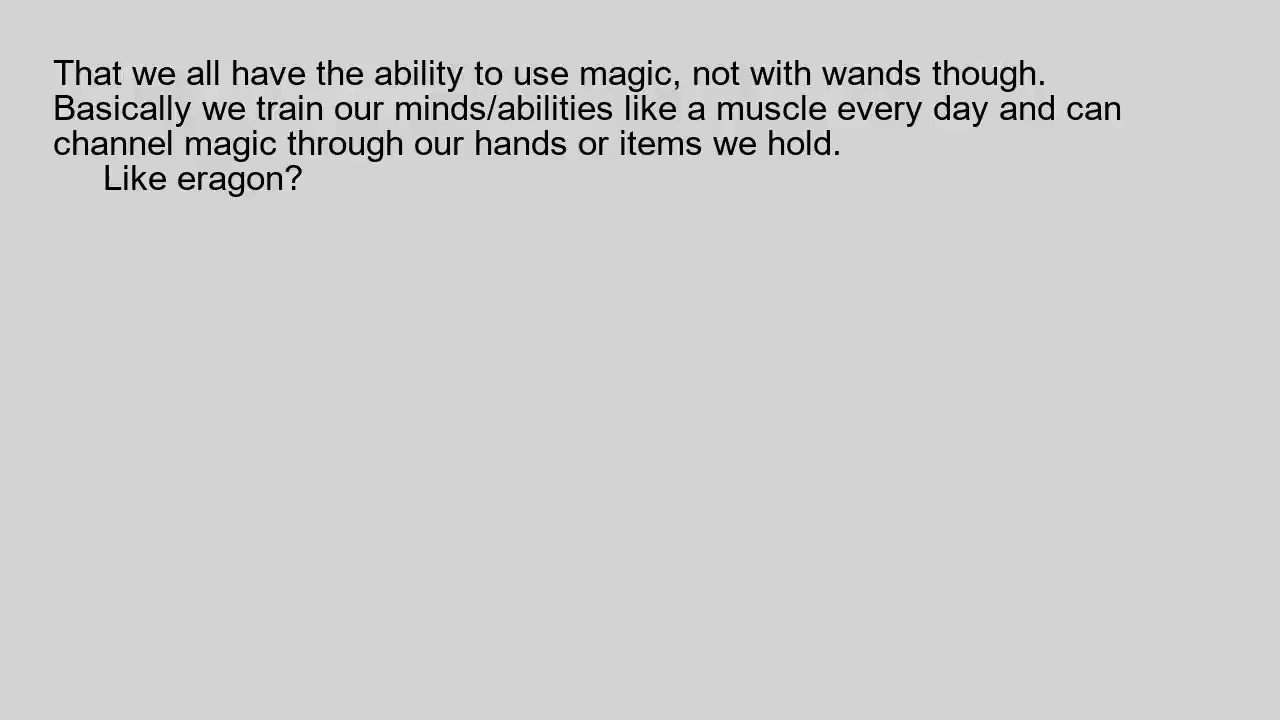 That we all have the ability to use magic, not with wands though.
Basically we train our minds/abilities like a muscle every day and can
channel magic through our hands or items we hold.
Like eragon?